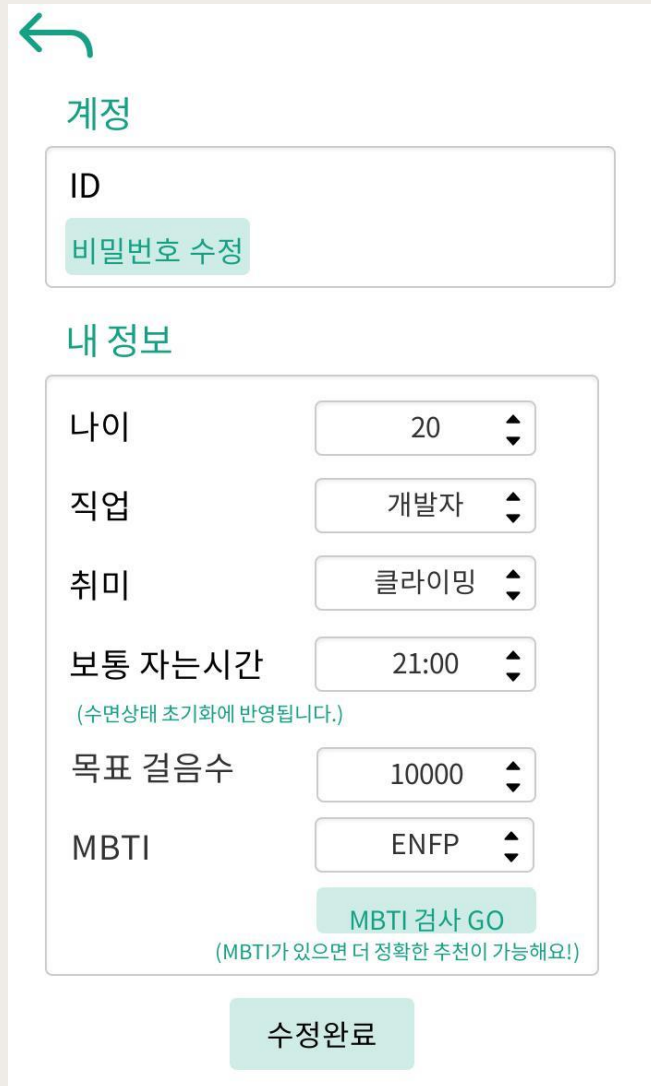 계정
ID
비밀번호 수정
내 정보
나이 20
직업 개발자
취미 클라이밍
보통 자는시간 21:00
(수면상태 초기화에 반영됩니다.)
목표 걸음수 10000
MBTI ENFP
MBTI 검사 GO
(MBTI가 있으면 더 정확한 추천이 가능해요!)
수정완료